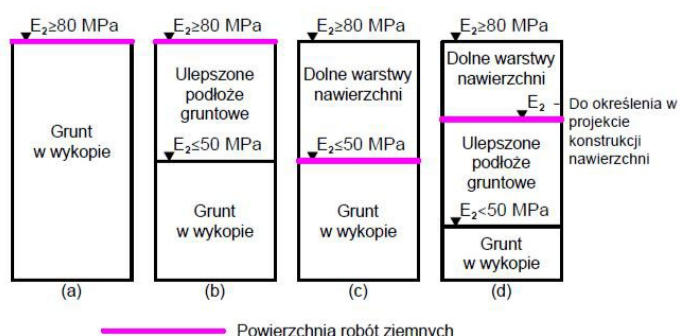 E₂≥80 MPa
Grunt
w wykopie
(a)
E₂≥80 MPa
Ulepszone
podłoże
gruntowe
E₂≤50 MPa
Grunt
w wykopie
(b)
E₂≥80 MPa
Dolne warstwy
nawierzchni
E₂≤50 MPa
Grunt
w wykopie
(c)
E₂≥80 MPa
Dolne warstwy
nawierzchni
E₂ - Do określenia w
projekcie
konstrukcji
nawierzchni
Ulepszone
podłoże
gruntowe
E₂<50 MPa
Grunt
w wykopie
(d)
Powierzchnia robót ziemnych